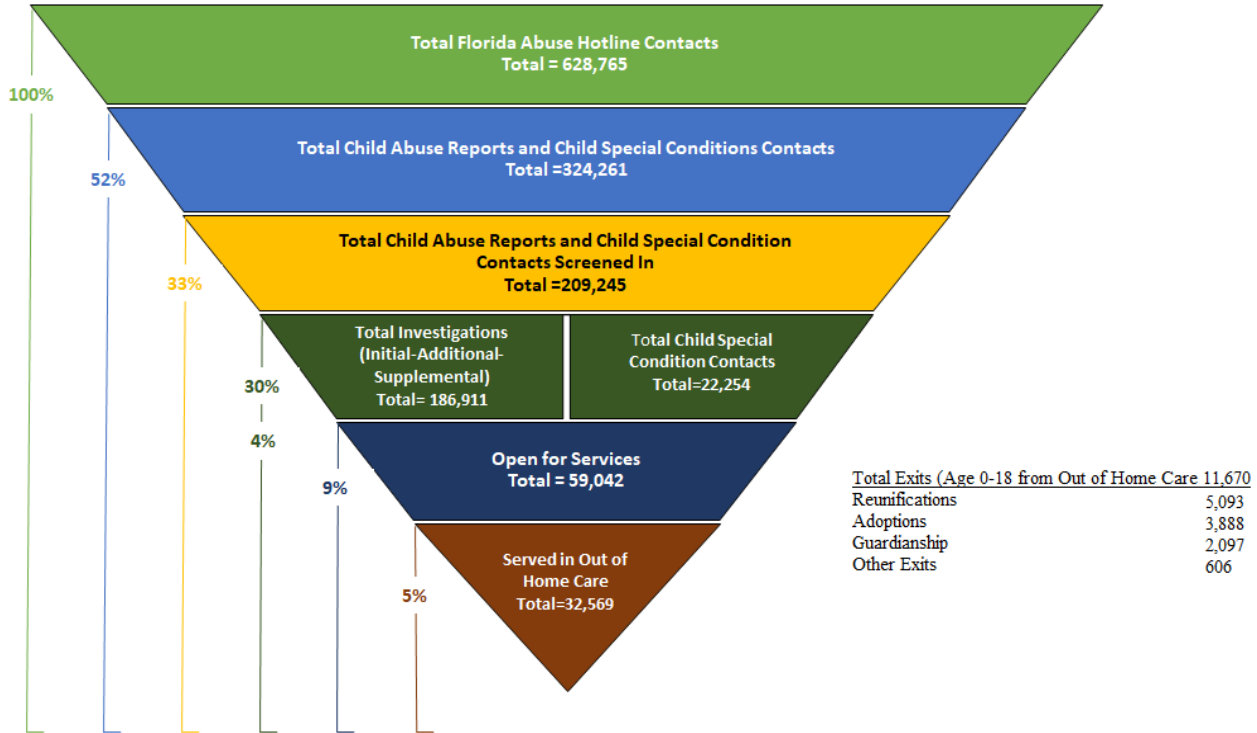 Total Florida Abuse Hotline Contacts
Total = 628,765
100%
Total Child Abuse Reports and Child Special Conditions Contacts
Total =324,261
52%
Total Child Abuse Reports and Child Special Condition
Contacts Screened In
Total =209,245
33%
Total Investigations
(Initial-Additional-
Supplemental)
Total= 186,911
Total Child Special
Condition Contacts
Total=22,254
30%
4%
Open for Services
Total = 59,042
9%
Served in Out of
Home Care
Total=32,569
5%
Total Exits (Age 0-18 from Out of Home Care 11,670
Reunifications 5,093
Adoptions 3,888
Guardianship 2,097
Other Exits 606